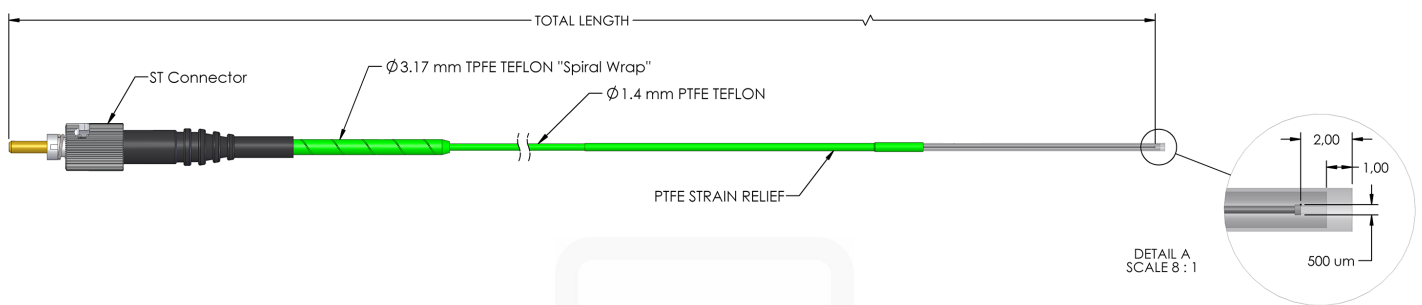 TOTAL LENGTH
ST Connector
Ø3.17 mm TPFE TEFLON "Spiral Wrap"
Ø1.4 mm PTFE TEFLON
PTFE STRAIN RELIEF
2,00
1,00
500 um
DETAIL A
SCALE 8 : 1